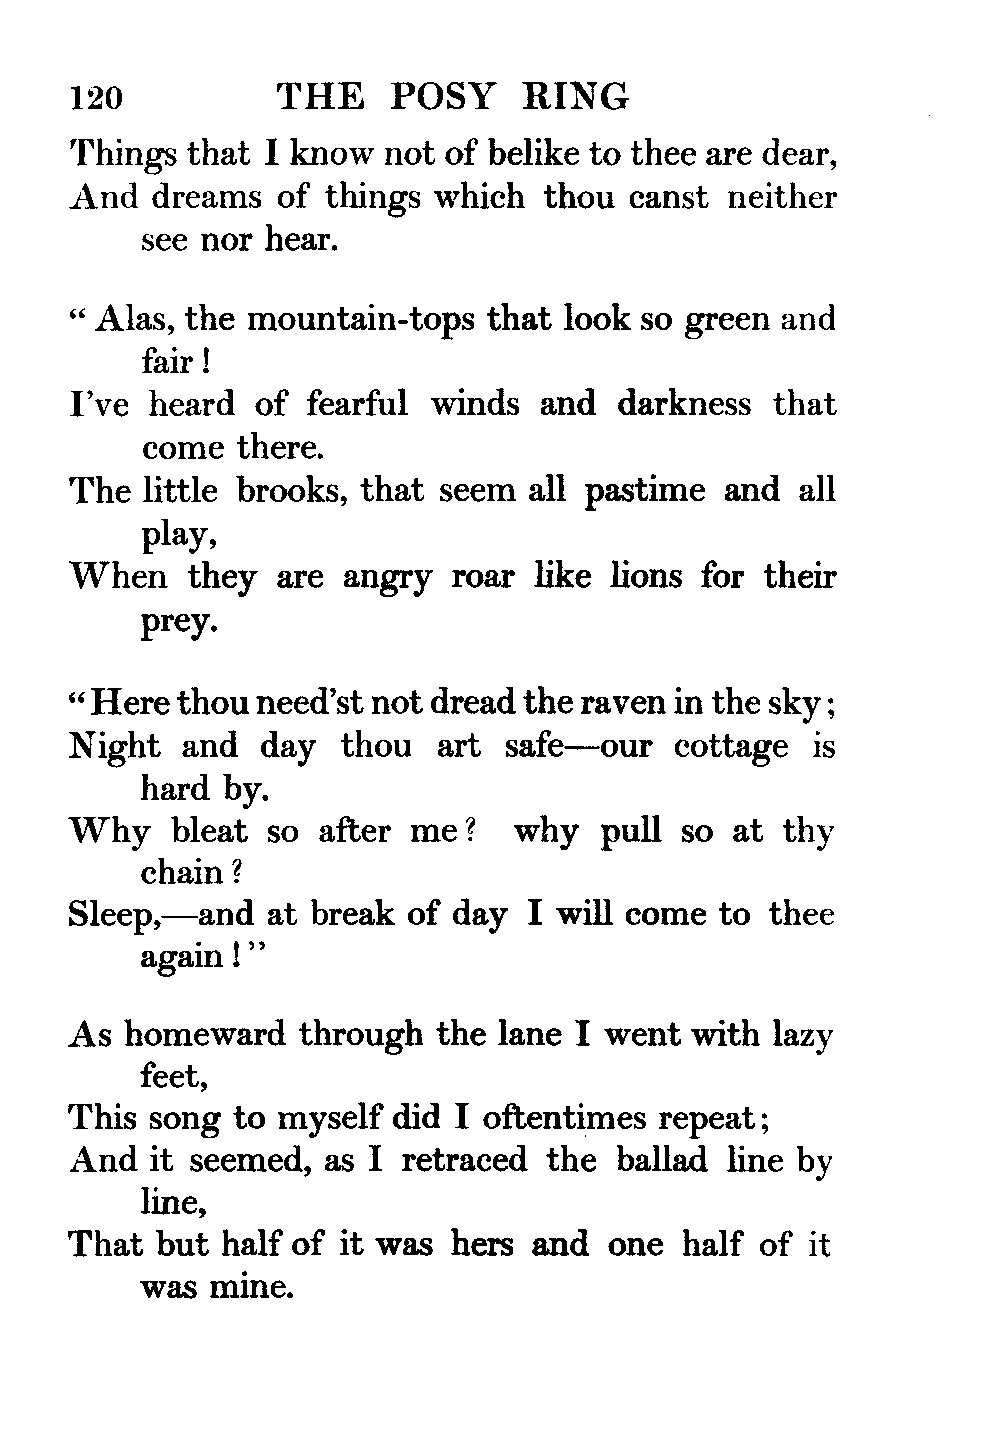 120 THE POSY RING
Things that I know not of belike to thee are dear,
And dreams of things which thou canst neither
see nor hear.
“ Alas, the mountain-tops that look so green and
fair !
I’ve heard of fearful winds and darkness that
come there.
The little brooks, that seem all pastime and all
play,
When they are angry roar like lions for their
prey.
“ Here thou need’st not dread the raven in the sky ;
Night and day thou art safe—our cottage is
hard by.
Why bleat so after me ? why pull so at thy
chain ?
Sleep,—and at break of day I will come to thee
again ! ”
As homeward through the lane I went with lazy
feet,
This song to myself did I oftentimes repeat ;
And it seemed, as I retraced the ballad line by
line,
That but half of it was hers and one half of it
was mine.